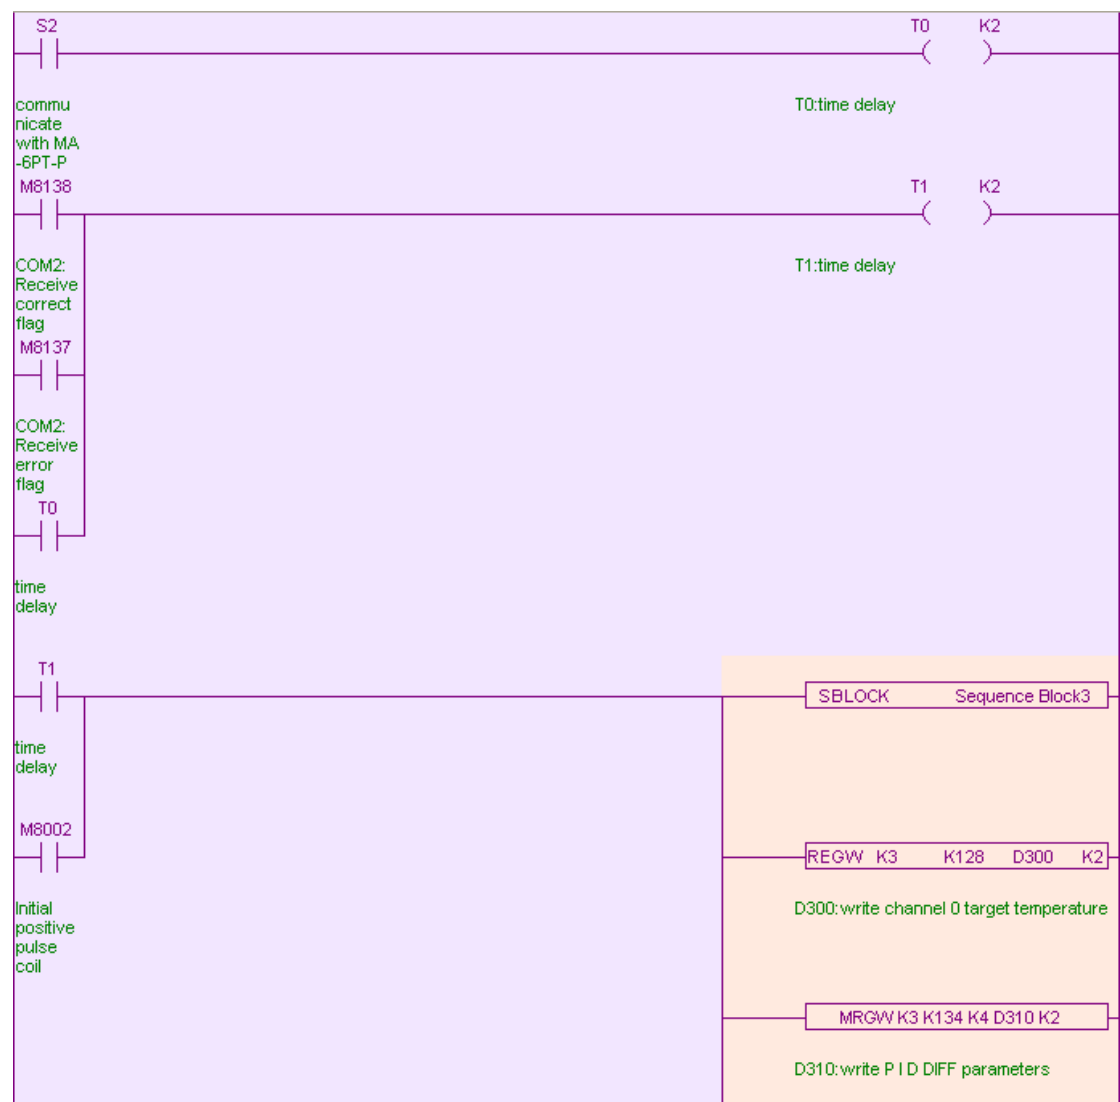 S2
T0 K2
commu
nicate
with MA
-6PT-P
T0:time delay
M8138
T1 K2
COM2:
Receive
correct
flag
T1:time delay
M8137
COM2:
Receive
error
flag
T0
time
delay
T1
SBLOCK Sequence Block3
time
delay
M8002
REGW K3 K128 D300 K2
Initial
positive
pulse
coil
D300:write channel 0 target temperature
MRGW K3 K134 K4 D310 K2
D310:write P I D DIFF parameters